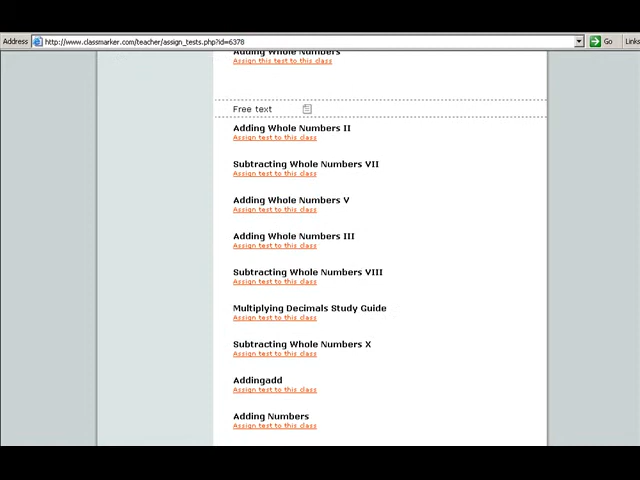 Address http://www.classmarker.com/teacher/assign_tests.php?id=6378 Go Links
Adding Whole Numbers
Assign this test to this class
Free text
Adding Whole Numbers II
Assign test to this class
Subtracting Whole Numbers VII
Assign test to this class
Adding Whole Numbers V
Assign test to this class
Adding Whole Numbers III
Assign test to this class
Subtracting Whole Numbers VIII
Assign test to this class
Multiplying Decimals Study Guide
Assign test to this class
Subtracting Whole Numbers X
Assign test to this class
Addingadd
Assign test to this class
Adding Numbers
Assign test to this class